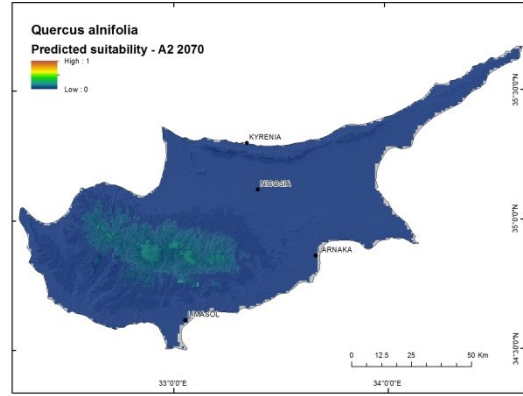 Quercus alnifolia
Predicted suitability - A2 2070
High : 1
Low : 0
KYRENIA
NICOSIA
ARNAKA
LIMASOL
35°30'0"N
35°0'0"N
34°30'0"N
0 12.5 25 50 Km
33°0'0"E 34°0'0"E